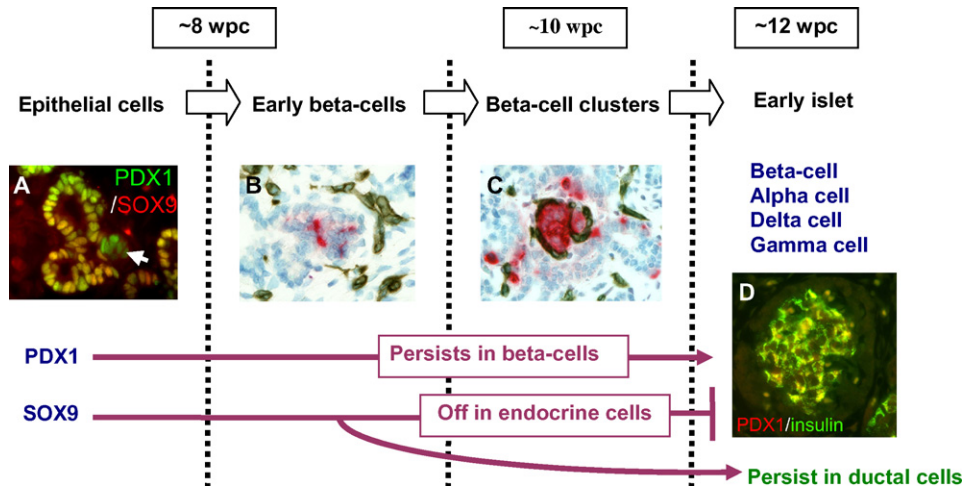 ~8 wpc
~10 wpc
~12 wpc
Epithelial cells
Early beta-cells
Beta-cell clusters
Early islet
A
PDX1
/SOX9
B
C
Beta-cell
Alpha cell
Delta cell
Gamma cell
D
PDX1/insulin
PDX1
Persists in beta-cells
SOX9
Off in endocrine cells
Persist in ductal cells